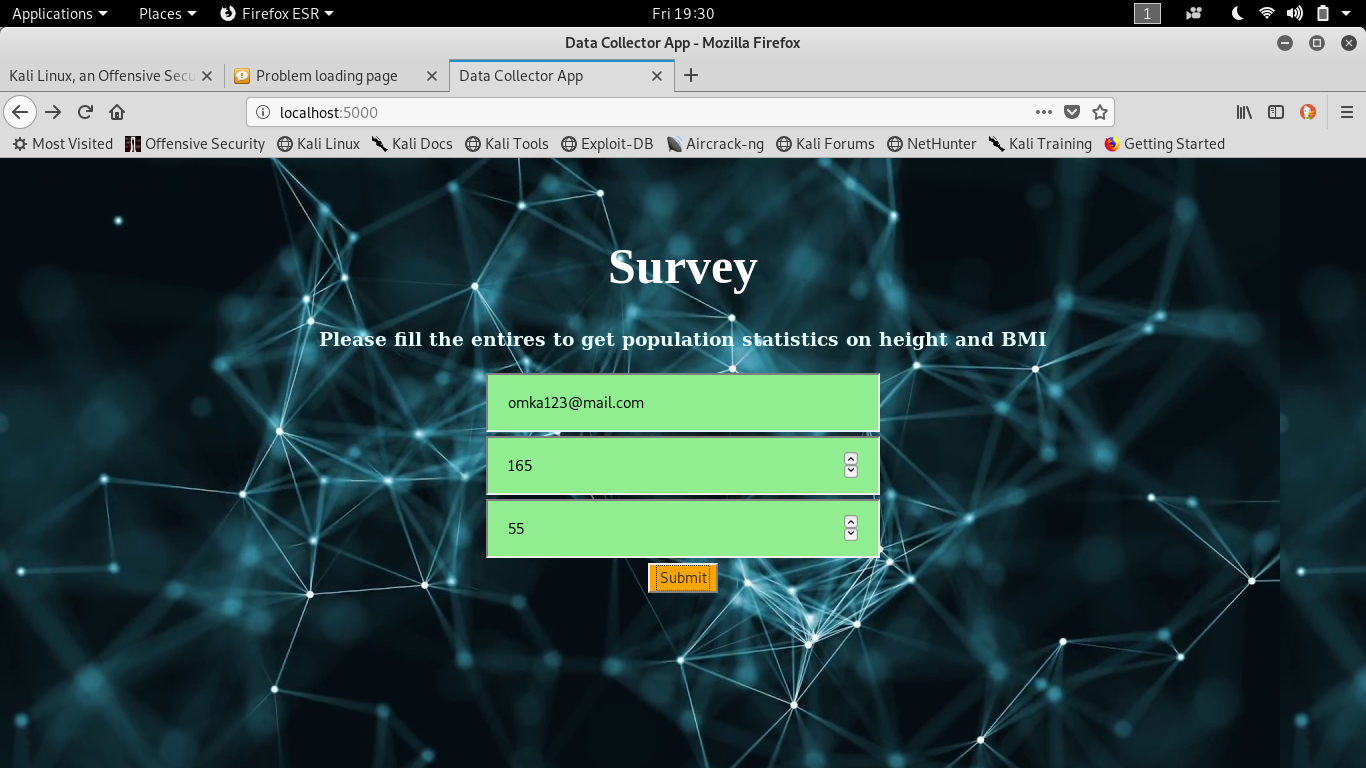 Applications Places Firefox ESR Fri 19:30 1
Data Collector App - Mozilla Firefox
Kali Linux, an Offensive Secu Problem loading page Data Collector App
localhost:5000
Most Visited Offensive Security Kali Linux Kali Docs Kali Tools Exploit-DB Aircrack-ng Kali Forums NetHunter Kali Training Getting Started
Survey
Please fill the entires to get population statistics on height and BMI
omka123@mail.com
165
55
Submit